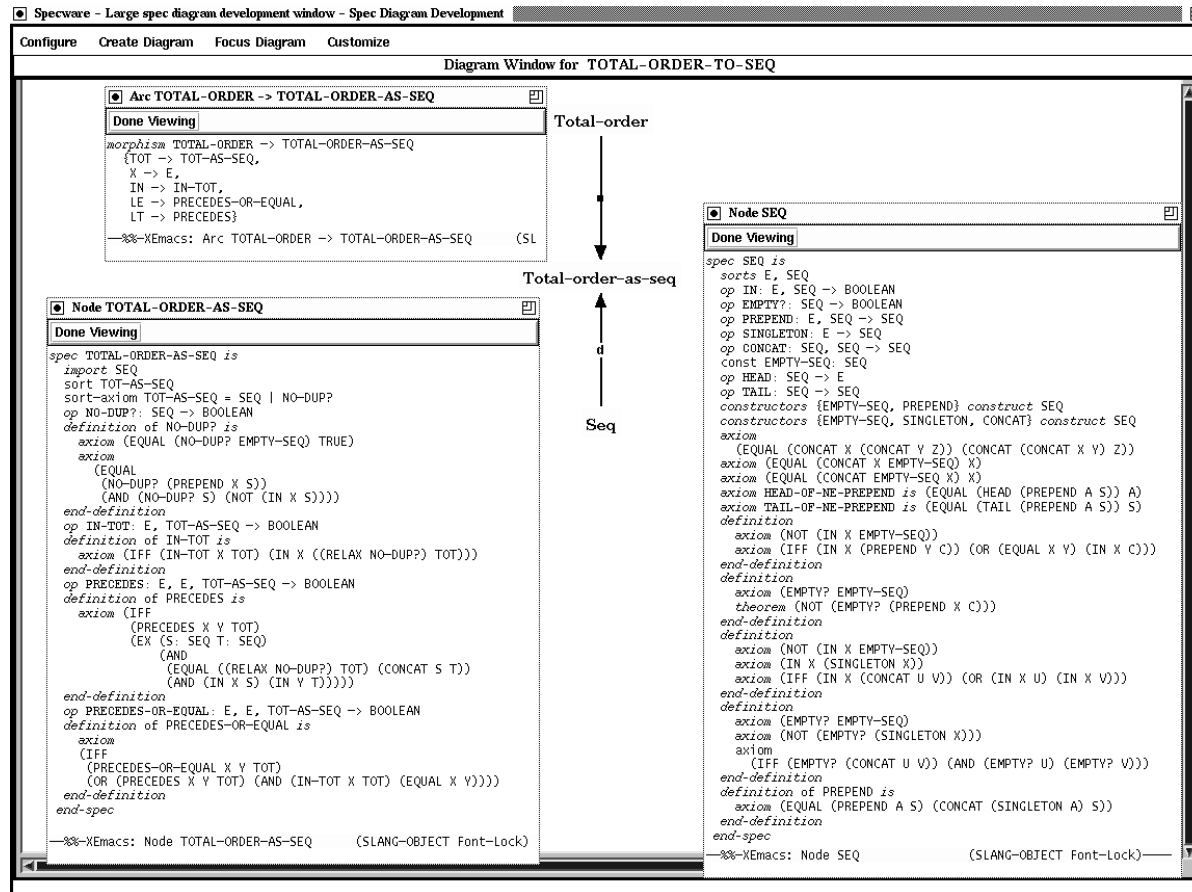 Specware – Large spec diagram development window – Spec Diagram Development
Configure Create Diagram Focus Diagram Customize
Diagram Window for TOTAL-ORDER-TO-SEQ
Arc TOTAL-ORDER -> TOTAL-ORDER-AS-SEQ
Done Viewing
morphism TOTAL-ORDER -> TOTAL-ORDER-AS-SEQ
{TOT -> TOT-AS-SEQ,
X -> E,
IN -> IN-TOT,
LE -> PRECEDES-OR-EQUAL,
LT -> PRECEDES}
—%%-XEmacs: Arc TOTAL-ORDER -> TOTAL-ORDER-AS-SEQ (SL
Total-order
Total-order-as-seq
d
Seq
Node TOTAL-ORDER-AS-SEQ
Done Viewing
spec TOTAL-ORDER-AS-SEQ is
import SEQ
sort TOT-AS-SEQ
sort-axiom TOT-AS-SEQ = SEQ | NO-DUP?
op NO-DUP?: SEQ -> BOOLEAN
definition of NO-DUP? is
axiom (EQUAL (NO-DUP? EMPTY-SEQ) TRUE)
axiom
(EQUAL
(NO-DUP? (PREPEND X S))
(AND (NO-DUP? S) (NOT (IN X S))))
end-definition
op IN-TOT: E, TOT-AS-SEQ -> BOOLEAN
definition of IN-TOT is
axiom (IFF (IN-TOT X TOT) (IN X ((RELAX NO-DUP?) TOT)))
end-definition
op PRECEDES: E, E, TOT-AS-SEQ -> BOOLEAN
definition of PRECEDES is
axiom (IFF
(PRECEDES X Y TOT)
(EX (S: SEQ T: SEQ)
(AND
(EQUAL ((RELAX NO-DUP?) TOT) (CONCAT S T))
(AND (IN X S) (IN Y T)))))
end-definition
op PRECEDES-OR-EQUAL: E, E, TOT-AS-SEQ -> BOOLEAN
definition of PRECEDES-OR-EQUAL is
axiom
(IFF
(PRECEDES-OR-EQUAL X Y TOT)
(OR (PRECEDES X Y TOT) (AND (IN-TOT X TOT) (EQUAL X Y))))
end-definition
end-spec
—%%-XEmacs: Node TOTAL-ORDER-AS-SEQ (SLANG-OBJECT Font-Lock)
Node SEQ
Done Viewing
spec SEQ is
sorts E, SEQ
op IN: E, SEQ -> BOOLEAN
op EMPTY?: SEQ -> BOOLEAN
op PREPEND: E, SEQ -> SEQ
op SINGLETON: E -> SEQ
op CONCAT: SEQ, SEQ -> SEQ
const EMPTY-SEQ: SEQ
op HEAD: SEQ -> E
op TAIL: SEQ -> SEQ
constructors {EMPTY-SEQ, PREPEND} construct SEQ
constructors {EMPTY-SEQ, SINGLETON, CONCAT} construct SEQ
axiom
(EQUAL (CONCAT X (CONCAT Y Z)) (CONCAT (CONCAT X Y) Z))
axiom (EQUAL (CONCAT X EMPTY-SEQ) X)
axiom (EQUAL (CONCAT EMPTY-SEQ X) X)
axiom HEAD-OF-NE-PREPEND is (EQUAL (HEAD (PREPEND A S)) A)
axiom TAIL-OF-NE-PREPEND is (EQUAL (TAIL (PREPEND A S)) S)
definition
axiom (NOT (IN X EMPTY-SEQ))
axiom (IFF (IN X (PREPEND Y C)) (OR (EQUAL X Y) (IN X C)))
end-definition
definition
axiom (EMPTY? EMPTY-SEQ)
theorem (NOT (EMPTY? (PREPEND X C)))
end-definition
definition
axiom (NOT (IN X EMPTY-SEQ))
axiom (IN X (SINGLETON X))
axiom (IFF (IN X (CONCAT U V)) (OR (IN X U) (IN X V)))
end-definition
definition
axiom (EMPTY? EMPTY-SEQ)
axiom (NOT (EMPTY? (SINGLETON X)))
axiom
(IFF (EMPTY? (CONCAT U V)) (AND (EMPTY? U) (EMPTY? V)))
end-definition
definition of PREPEND is
axiom (EQUAL (PREPEND A S) (CONCAT (SINGLETON A) S))
end-definition
end-spec
—%%-XEmacs: Node SEQ (SLANG-OBJECT Font-Lock)—